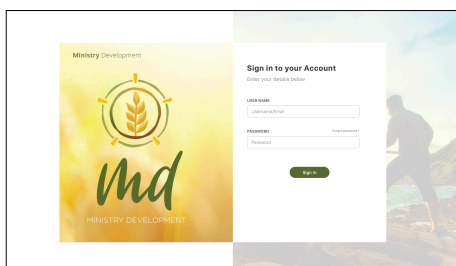 Ministry Development
md
MINISTRY DEVELOPMENT
Sign in to your Account
Enter your details below
USER NAME
Username/Email
PASSWORD
Forgot password ?
Password
Sign in